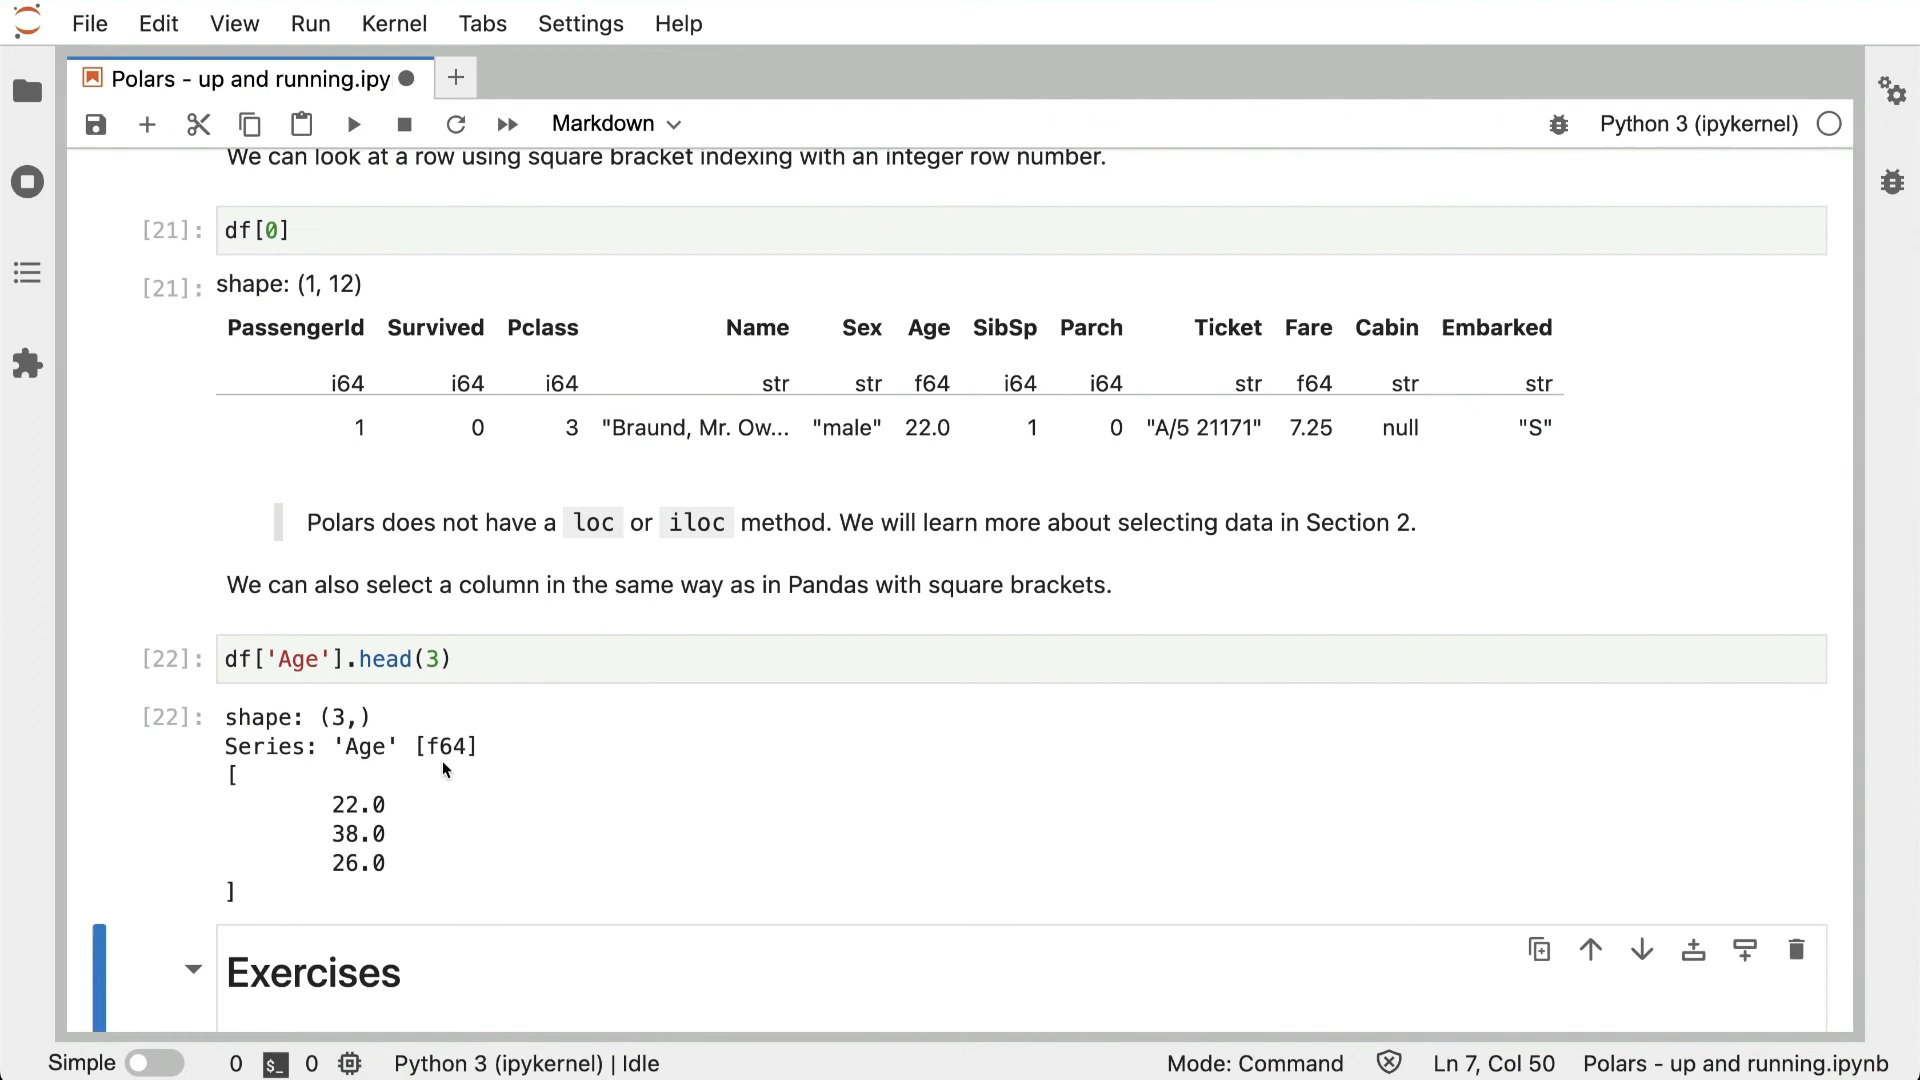 File Edit View Run Kernel Tabs Settings Help
Polars - up and running.ipy
Markdown Python 3 (ipykernel)
We can look at a row using square bracket indexing with an integer row number.
[21]: df[0]
[21]: shape: (1, 12)
PassengerId Survived Pclass Name Sex Age SibSp Parch Ticket Fare Cabin Embarked
i64 i64 i64 str str f64 i64 i64 str f64 str str
1 0 3 "Braund, Mr. Ow... "male" 22.0 1 0 "A/5 21171" 7.25 null "S"
Polars does not have a loc or iloc method. We will learn more about selecting data in Section 2.
We can also select a column in the same way as in Pandas with square brackets.
[22]: df['Age'].head(3)
[22]: shape: (3,)
Series: 'Age' [f64]
[
22.0
38.0
26.0
]
Exercises
Simple 0 $_ 0 Python 3 (ipykernel) | Idle Mode: Command Ln 7, Col 50 Polars - up and running.ipynb